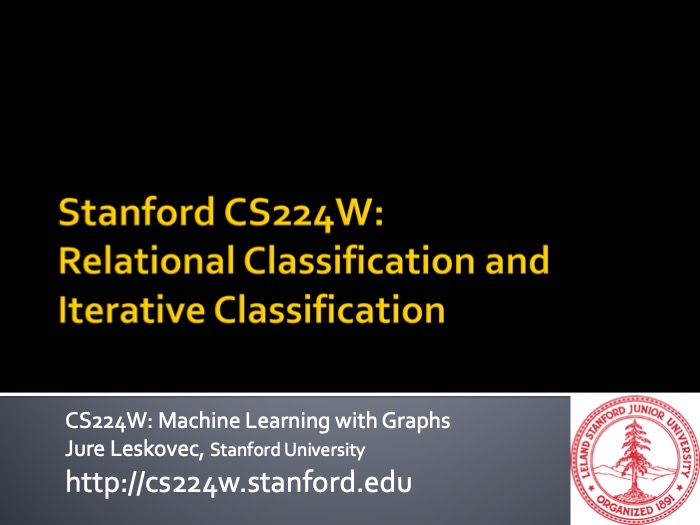 Stanford CS224W:
Relational Classification and
Iterative Classification
CS224W: Machine Learning with Graphs
Jure Leskovec, Stanford University
http://cs224w.stanford.edu
LELAND STANFORD JUNIOR UNIVERSITY
ORGANIZED 1891